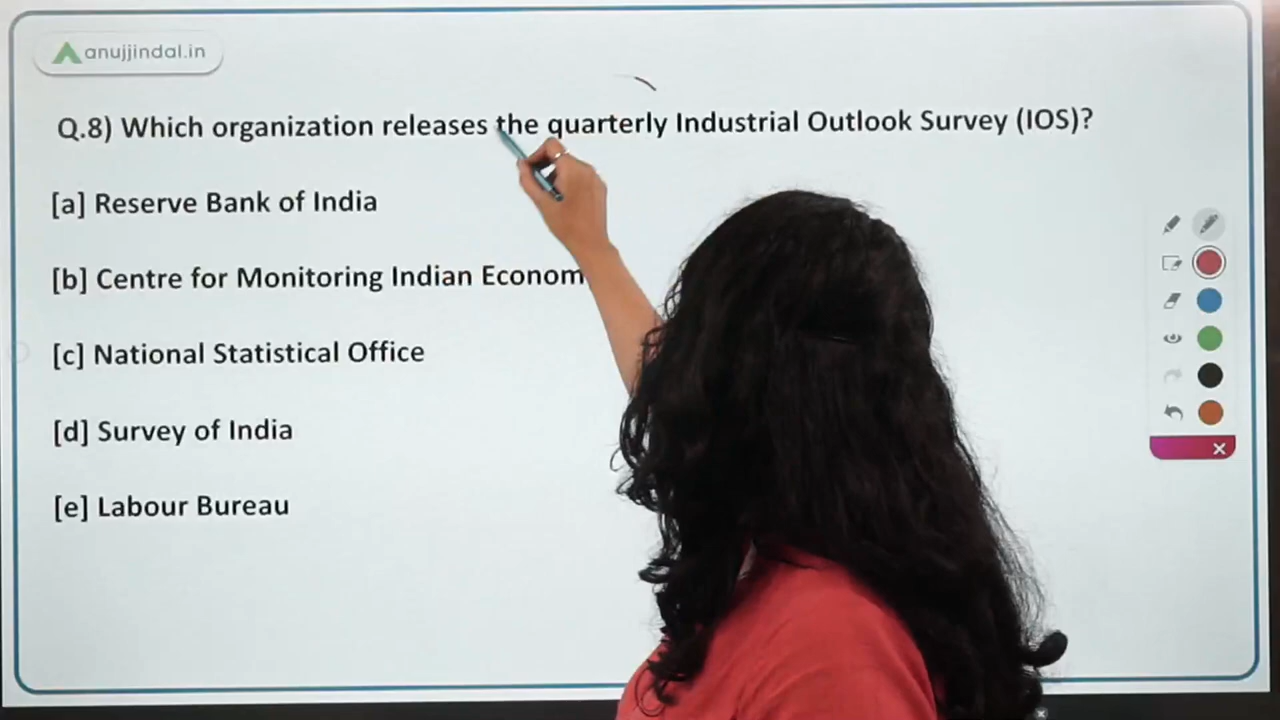 anujjindal.in
Q.8) Which organization releases the quarterly Industrial Outlook Survey (IOS)?
[a] Reserve Bank of India
[b] Centre for Monitoring Indian
[c] National Statistical Office
[d] Survey of India
[e] Labour Bureau